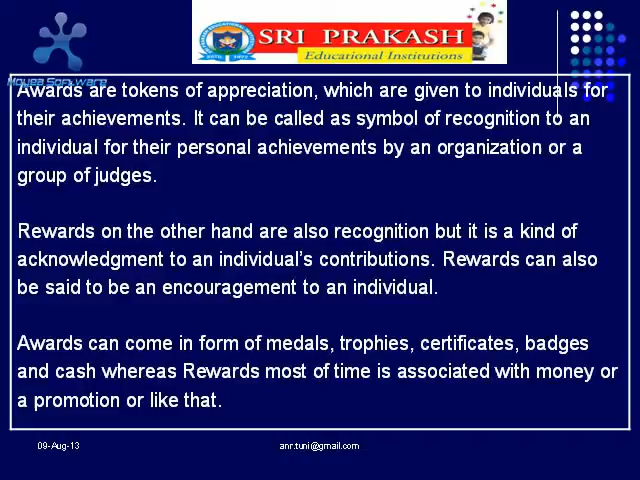 SRI PRAKASH
Educational Institutions
Movea Software
Awards are tokens of appreciation, which are given to individuals for
their achievements. It can be called as symbol of recognition to an
individual for their personal achievements by an organization or a
group of judges.
Rewards on the other hand are also recognition but it is a kind of
acknowledgment to an individual's contributions. Rewards can also
be said to be an encouragement to an individual.
Awards can come in form of medals, trophies, certificates, badges
and cash whereas Rewards most of time is associated with money or
a promotion or like that.
09-Aug-13
anr.tuni@gmail.com